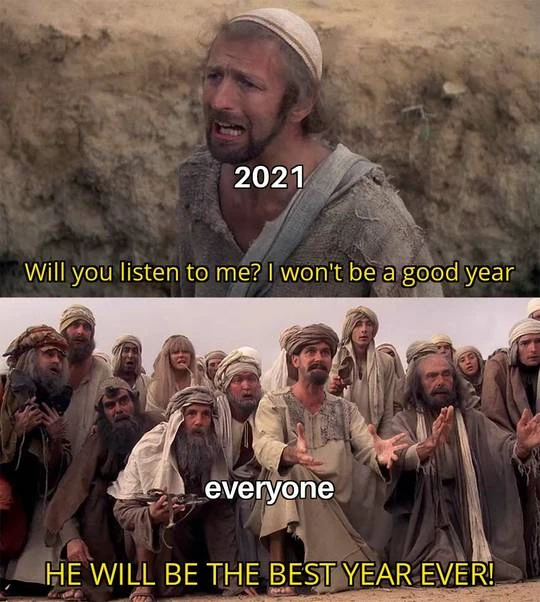 2021
Will you listen to me? I won't be a good year
everyone
HE WILL BE THE BEST YEAR EVER!